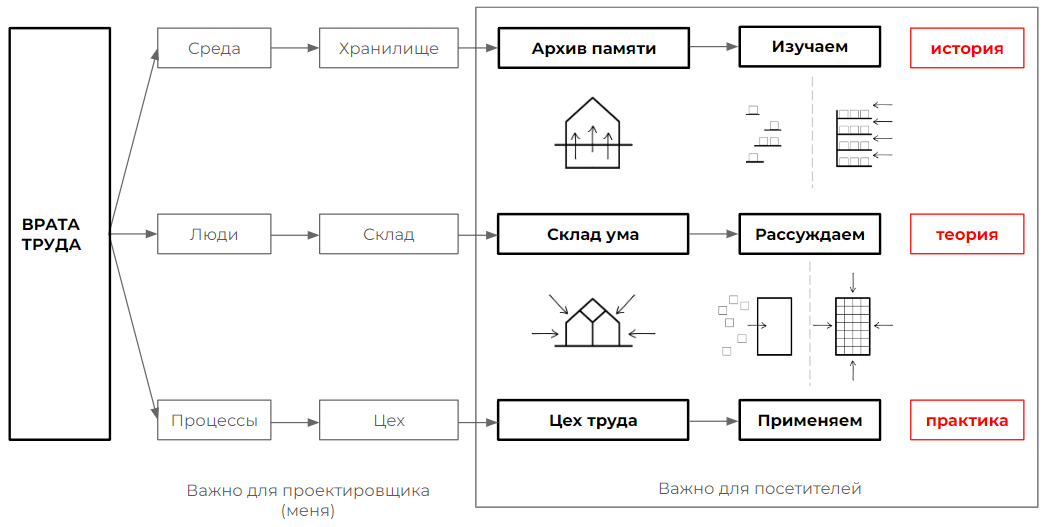 ВРАТА
ТРУДА
Среда
Хранилище
Архив памяти
Изучаем
история
Люди
Склад
Склад ума
Рассуждаем
теория
Процессы
Цех
Цех труда
Применяем
практика
Важно для проектировщика
(меня)
Важно для посетителей